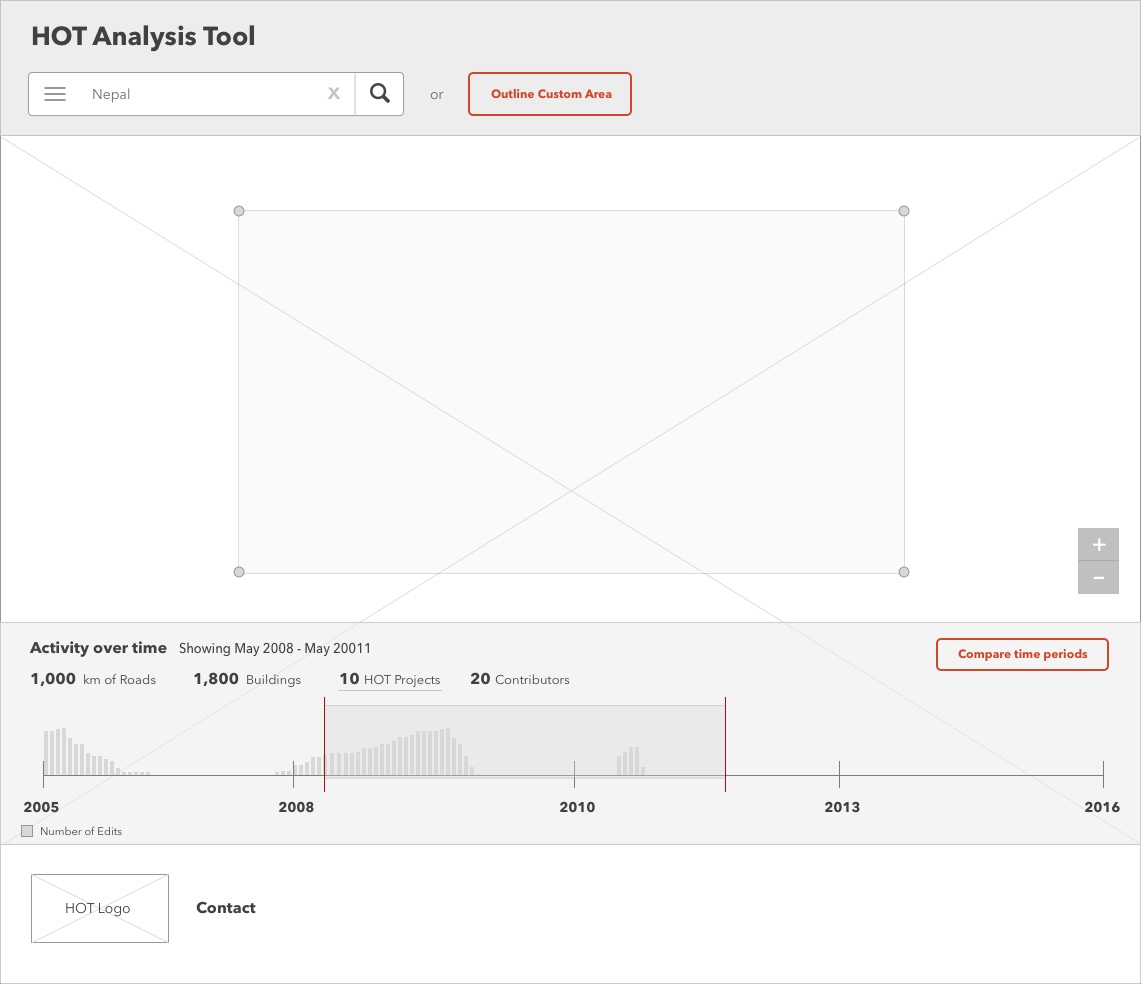 HOT Analysis Tool
Nepal X or Outline Custom Area
+
−
Activity over time Showing May 2008 - May 20011 Compare time periods
1,000 km of Roads 1,800 Buildings 10 HOT Projects 20 Contributors
2005 2008 2010 2013 2016
Number of Edits
HOT Logo Contact